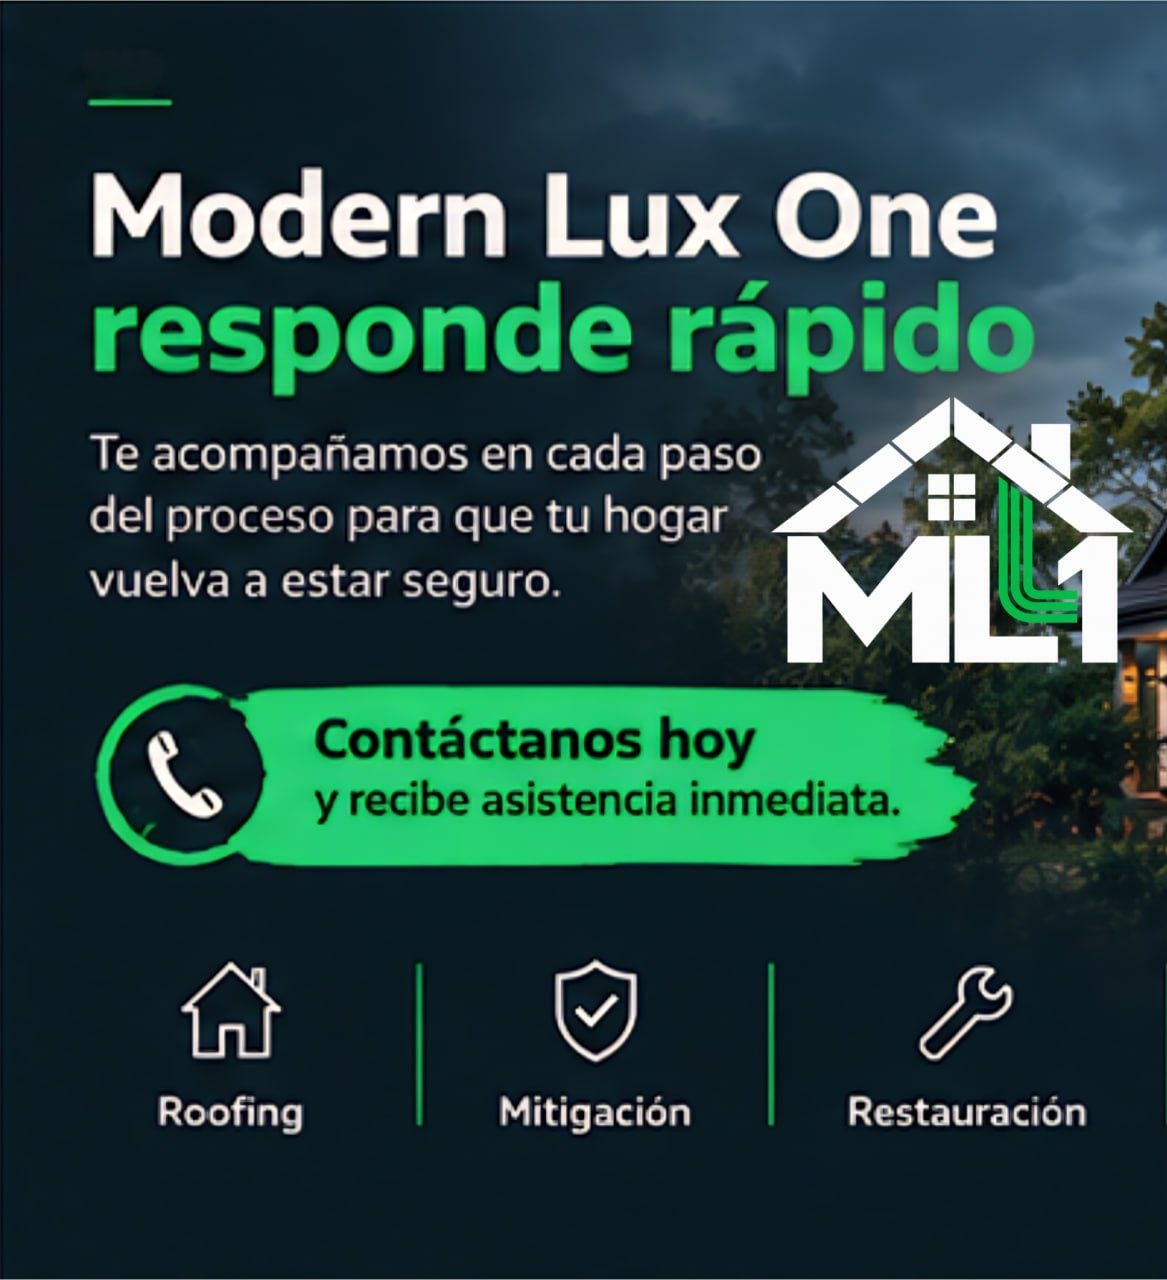 Modern Lux One
responde rápido
Te acompañamos en cada paso
del proceso para que tu hogar
vuelva a estar seguro.
ML1
Contáctanos hoy
y recibe asistencia inmediata.
Roofing
Mitigación
Restauración